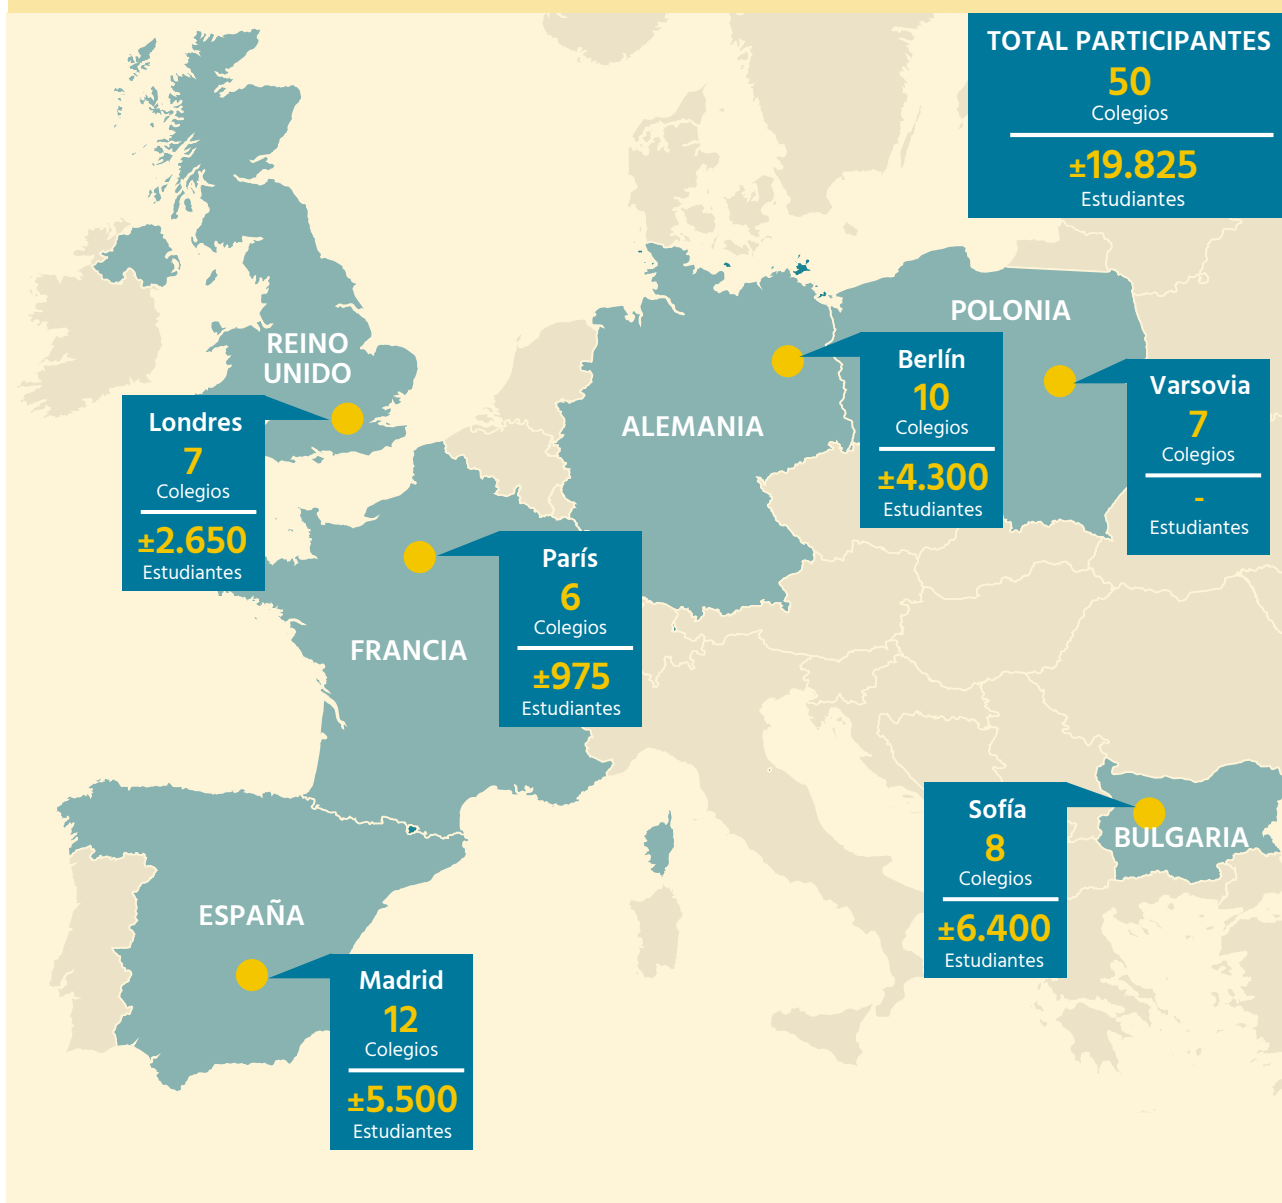 TOTAL PARTICIPANTES
50
Colegios
±19.825
Estudiantes
REINO
UNIDO
Londres
7
Colegios
±2.650
Estudiantes
ALEMANIA
Berlín
10
Colegios
±4.300
Estudiantes
POLONIA
Varsovia
7
Colegios
-
Estudiantes
FRANCIA
París
6
Colegios
±975
Estudiantes
BULGARIA
Sofía
8
Colegios
±6.400
Estudiantes
ESPAÑA
Madrid
12
Colegios
±5.500
Estudiantes